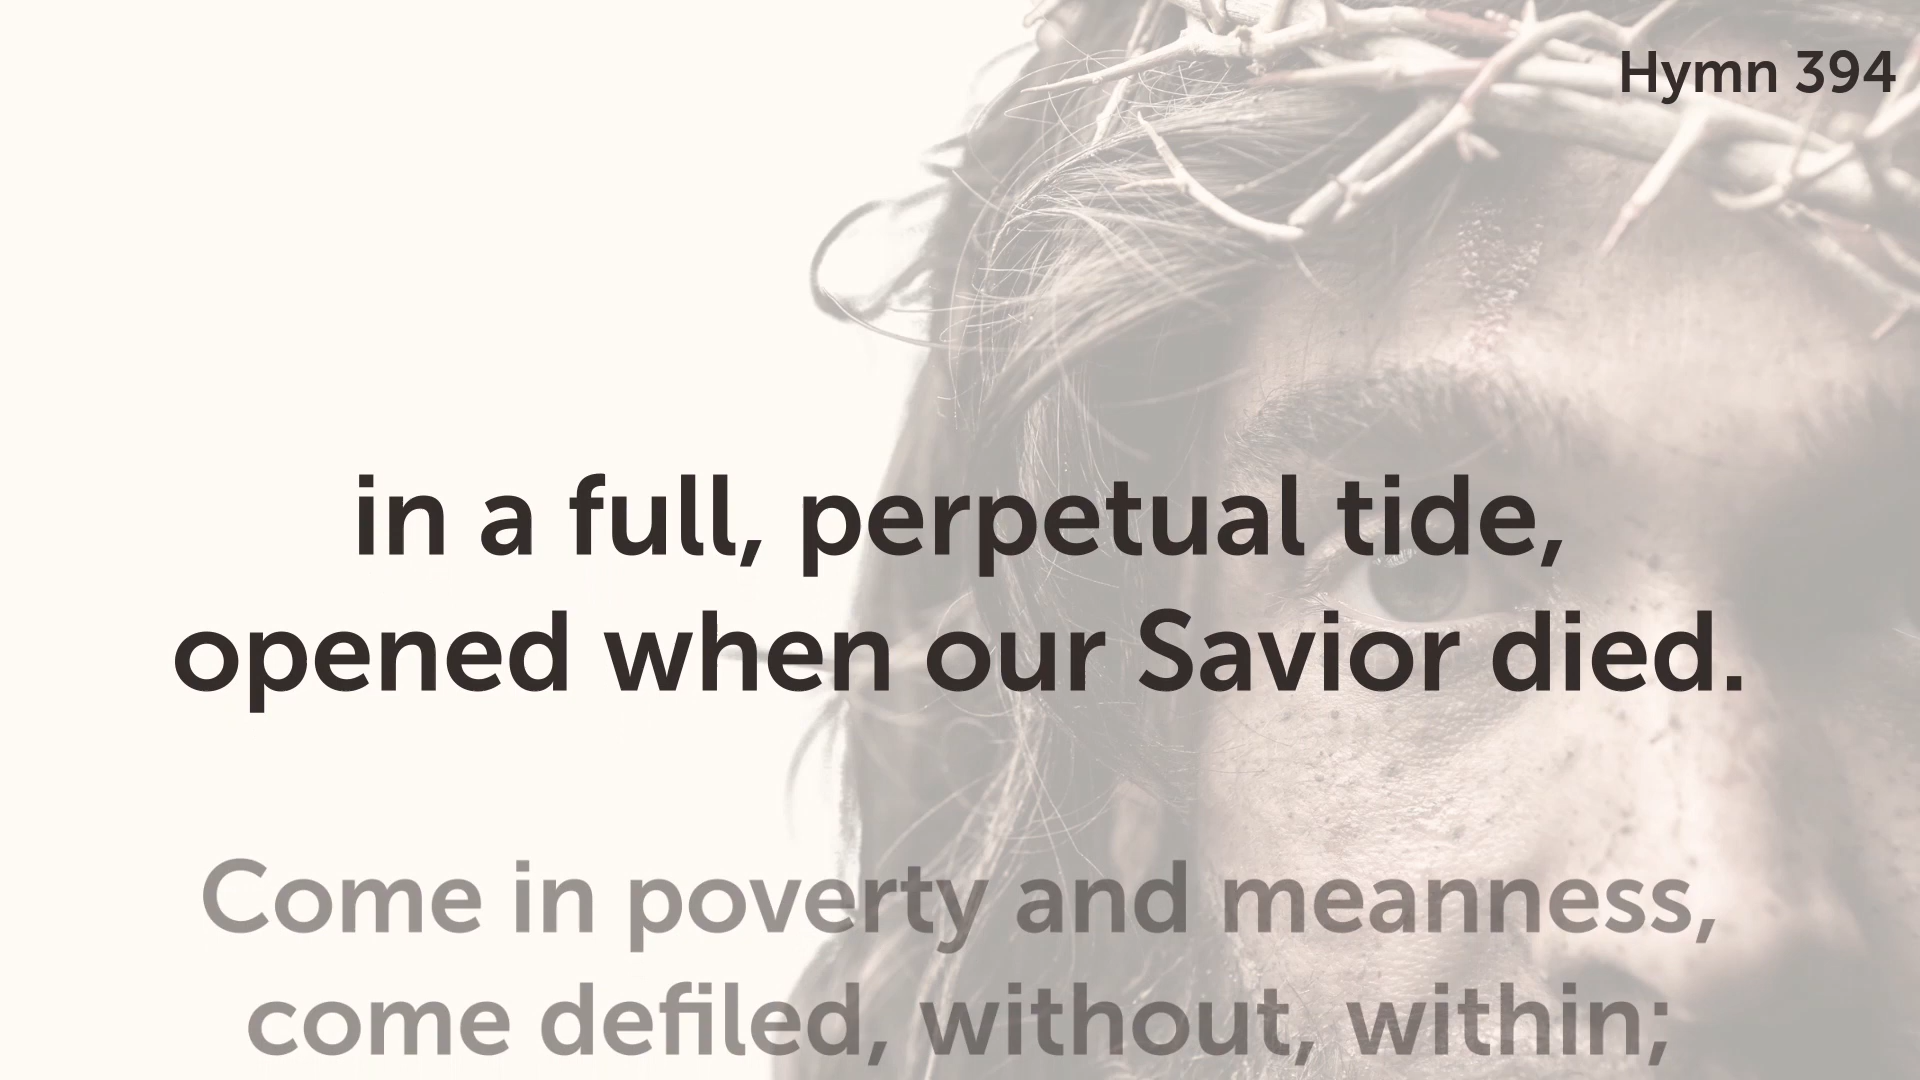 Hymn 394
in a full, perpetual tide,
opened when our Savior died.
Come in poverty and meanness,
come defiled, without, within;